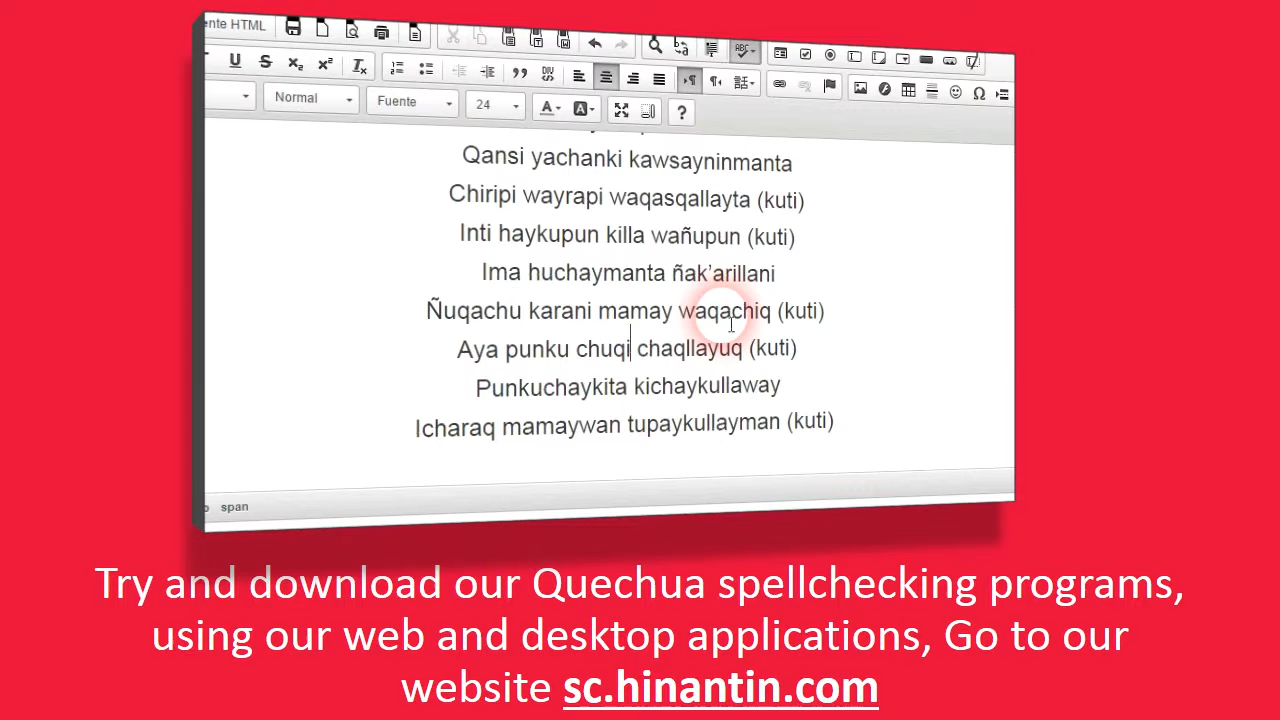 ente HTML
Normal Fuente 24
Qansi yachanki kawsayninmanta
Chiripi wayrapi waqasqallayta (kuti)
Inti haykupun killa wañupun (kuti)
Ima huchaymanta ñak'arillani
Ñuqachu karani mamay waqachiq (kuti)
Aya punku chuqi chaqllayuq (kuti)
Punkuchaykita kichaykullaway
Icharaq mamaywan tupaykullayman (kuti)
span
Try and download our Quechua spellchecking programs,
using our web and desktop applications, Go to our
website sc.hinantin.com